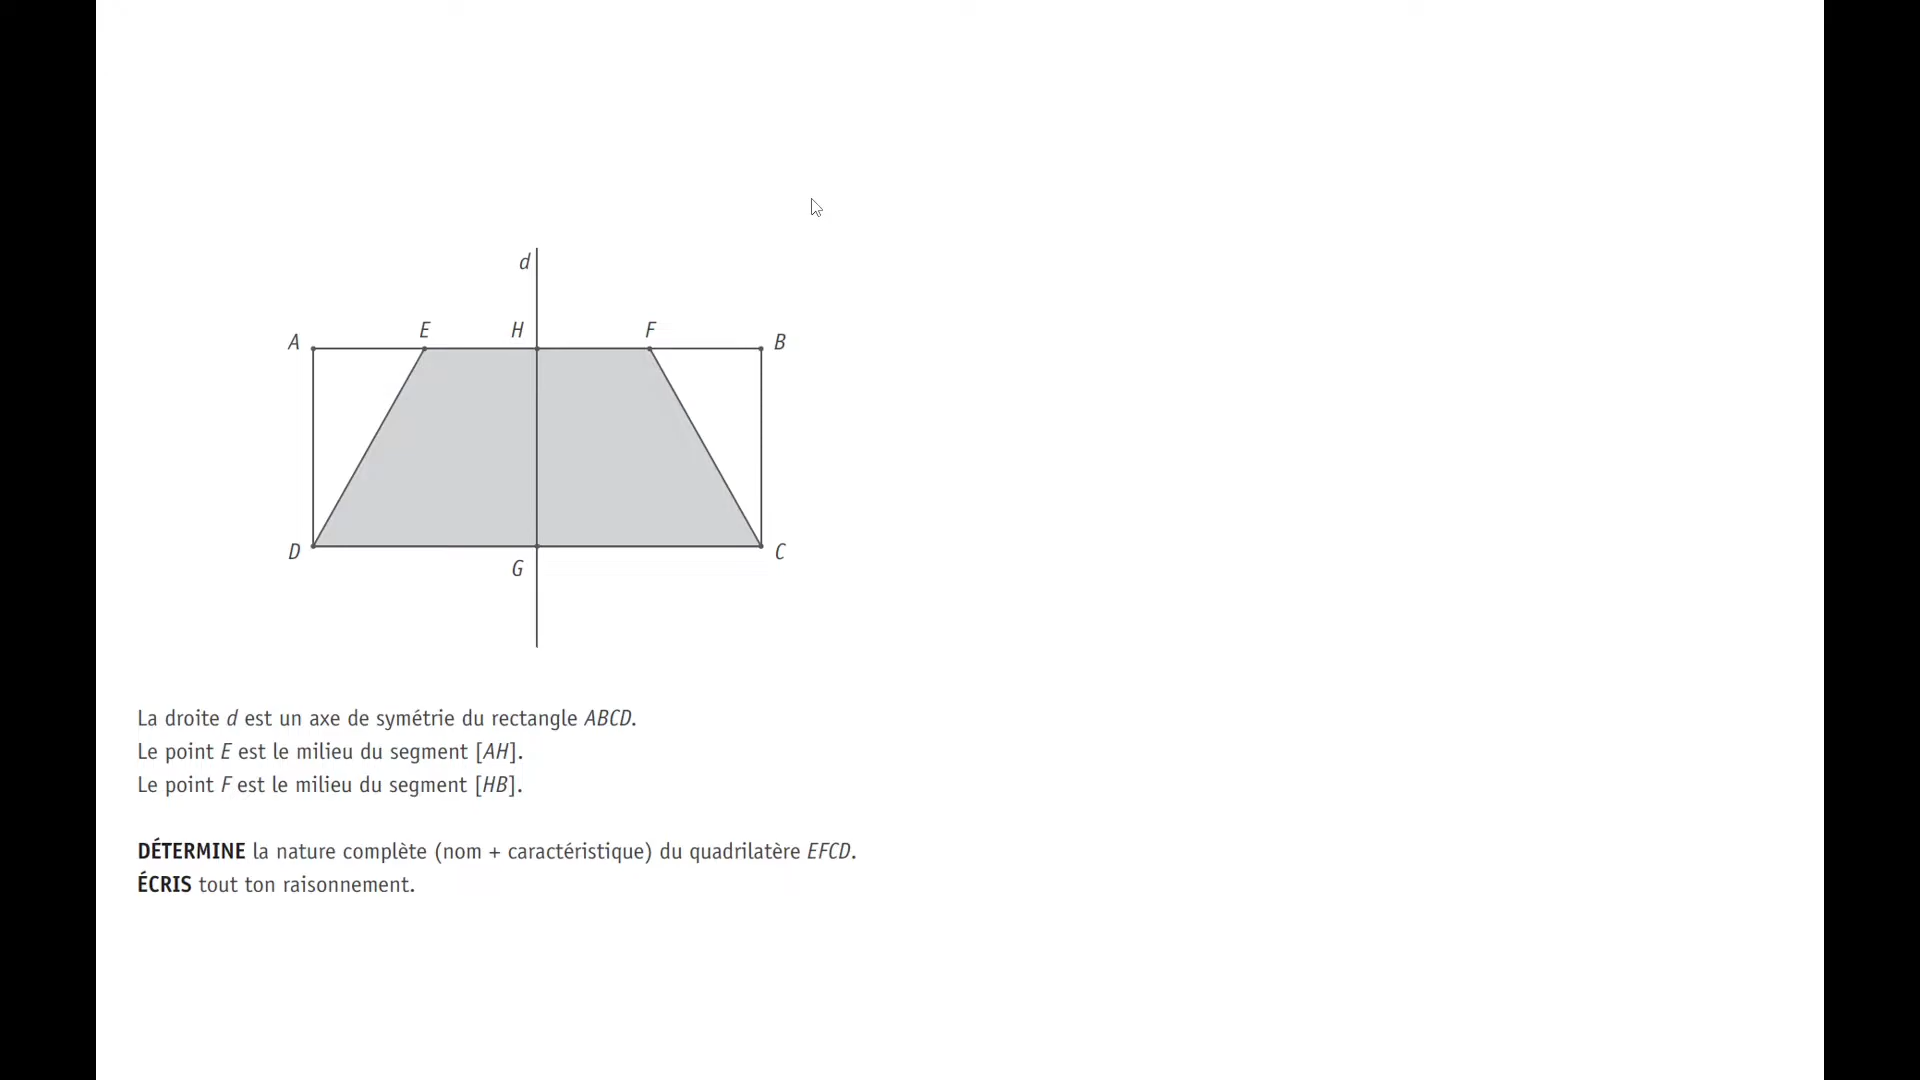 d
A E H F B
D G C
La droite d est un axe de symétrie du rectangle ABCD.
Le point E est le milieu du segment [AH].
Le point F est le milieu du segment [HB].
DÉTERMINE la nature complète (nom + caractéristique) du quadrilatère EFCD.
ÉCRIS tout ton raisonnement.